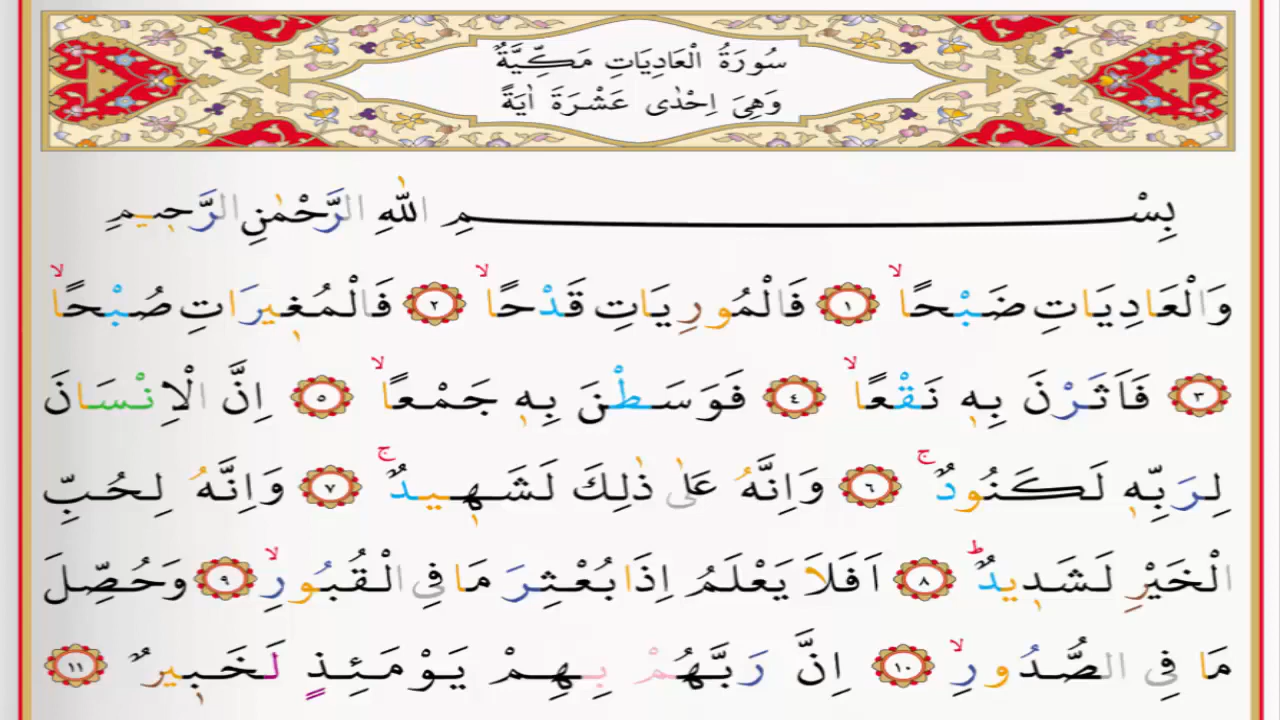 سُورَةُ الْعَادِيَاتِ مَكِّيَّةٌ
وَهِيَ اِحْدٰى عَشْرَةَ اٰيَةً
بِسْمِ اللّٰهِ الرَّحْمٰنِ الرَّحٖيمِ
وَالْعَادِيَاتِ ضَبْحًاۙ ١ فَالْمُورِيَاتِ قَدْحًاۙ ٢ فَالْمُغٖيرَاتِ صُبْحًاۙ
٣ فَاَثَرْنَ بِهٖ نَقْعًاۙ ٤ فَوَسَطْنَ بِهٖ جَمْعًاۙ ٥ اِنَّ الْاِنْسَانَ
لِرَبِّهٖ لَكَنُودٌۚ ٦ وَاِنَّهُ عَلٰى ذٰلِكَ لَشَهٖيدٌۚ ٧ وَاِنَّهُ لِحُبِّ
الْخَيْرِ لَشَدٖيدٌؕ ٨ اَفَلَا يَعْلَمُ اِذَا بُعْثِرَ مَا فِى الْقُبُورِۙ ٩ وَحُصِّلَ
مَا فِى الصُّدُورِۙ ١٠ اِنَّ رَبَّهُمْ بِهِمْ يَوْمَئِذٍ لَخَبٖيرٌ ١١